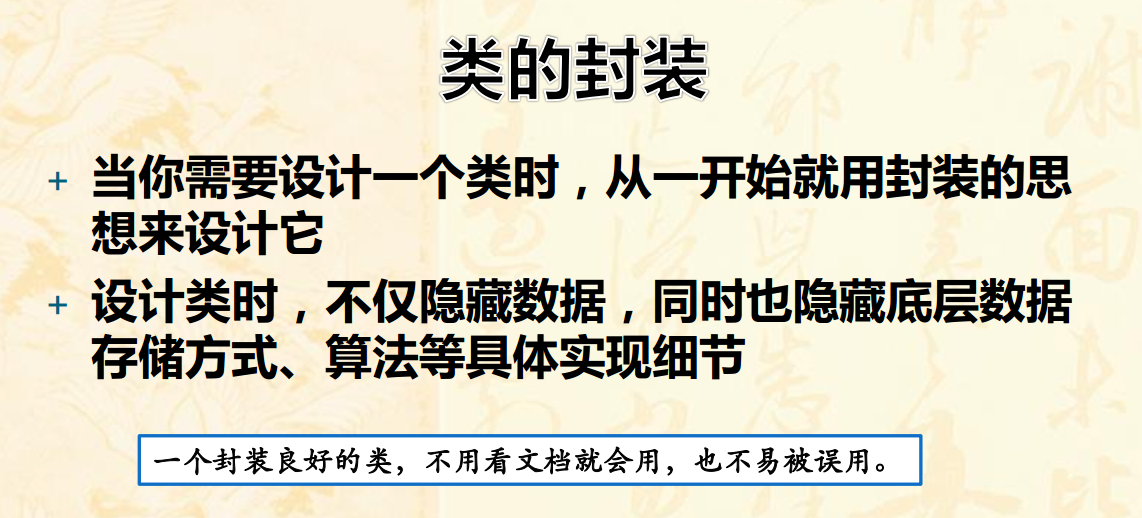 类的封装
+ 当你需要设计一个类时，从一开始就用封装的思
想来设计它
+ 设计类时，不仅隐藏数据，同时也隐藏底层数据
存储方式、算法等具体实现细节
一个封装良好的类，不用看文档就会用，也不易被误用。